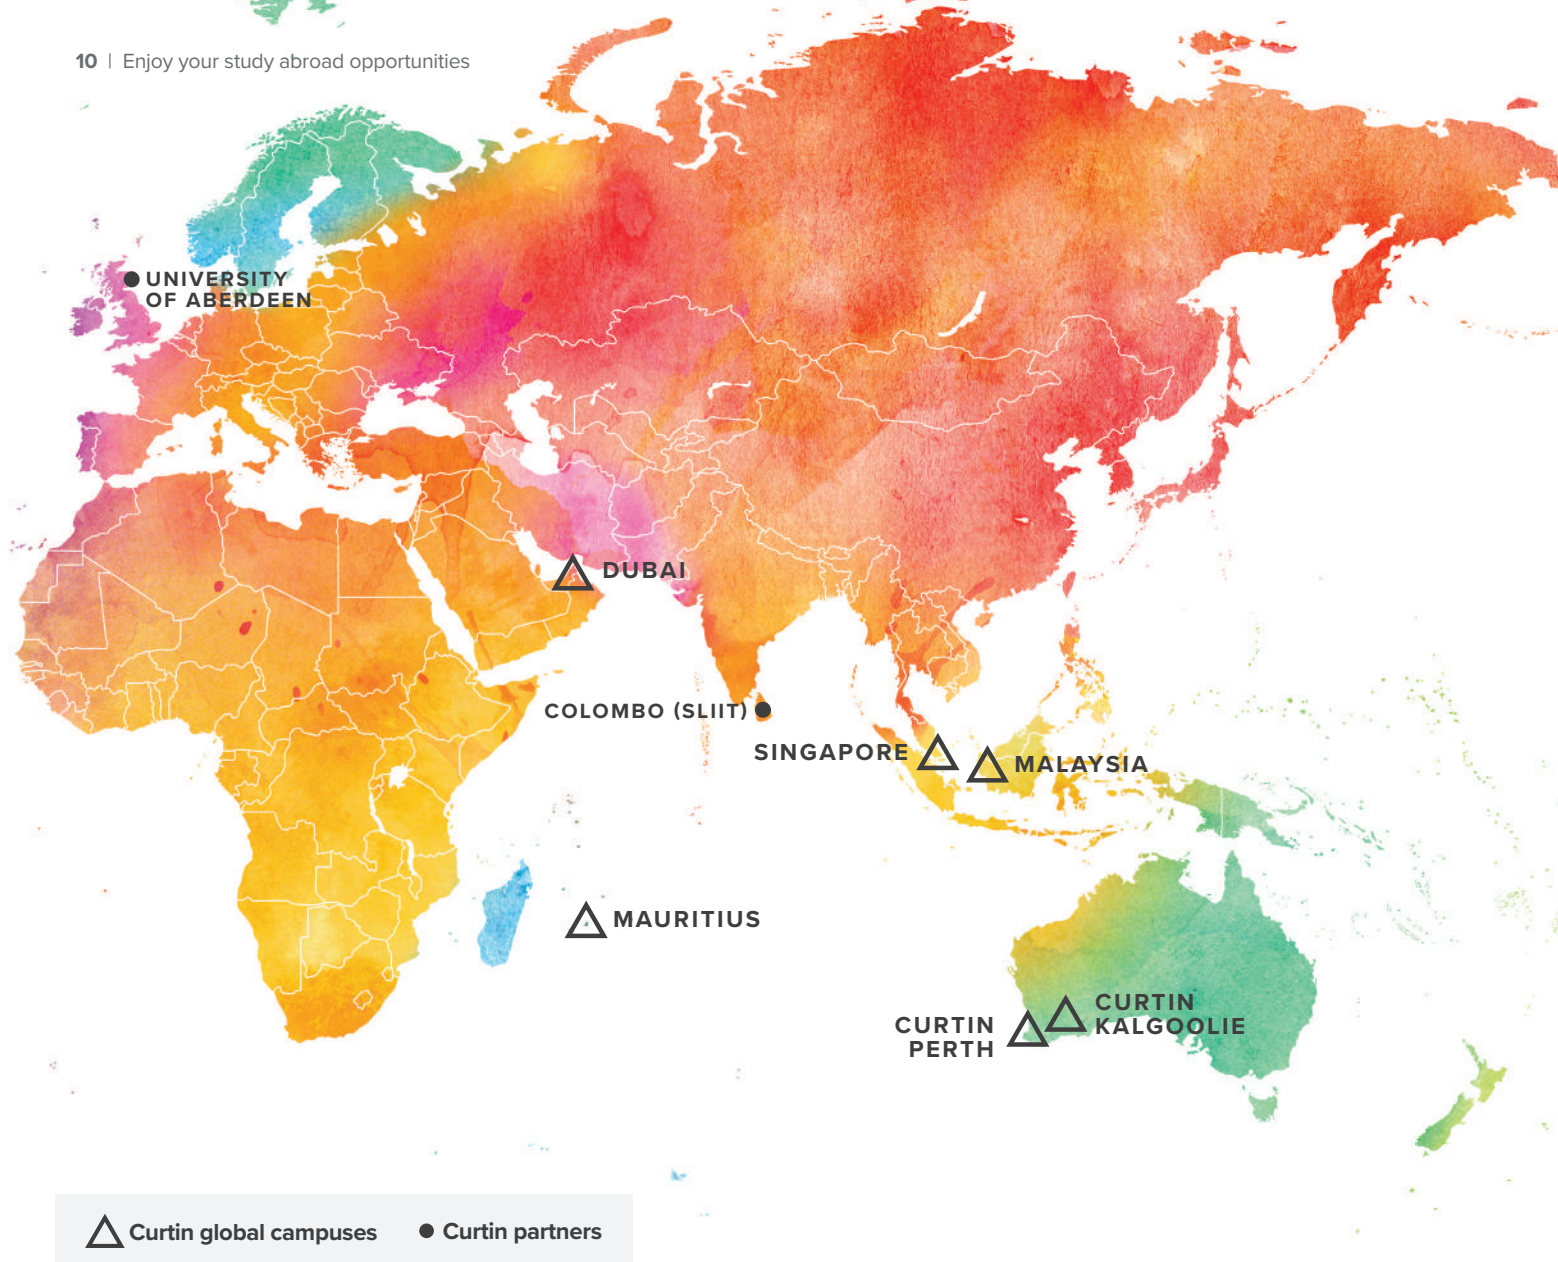 10 | Enjoy your study abroad opportunities
UNIVERSITY
OF ABERDEEN
DUBAI
COLOMBO (SLIIT)
SINGAPORE
MALAYSIA
MAURITIUS
CURTIN
KALGOOLIE
CURTIN
PERTH
Curtin global campuses
Curtin partners